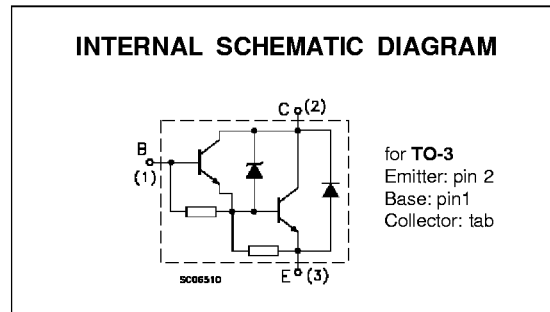 INTERNAL SCHEMATIC DIAGRAM
C (2)
B
(1)
for TO-3
Emitter: pin 2
Base: pin1
Collector: tab
SC06510
E (3)